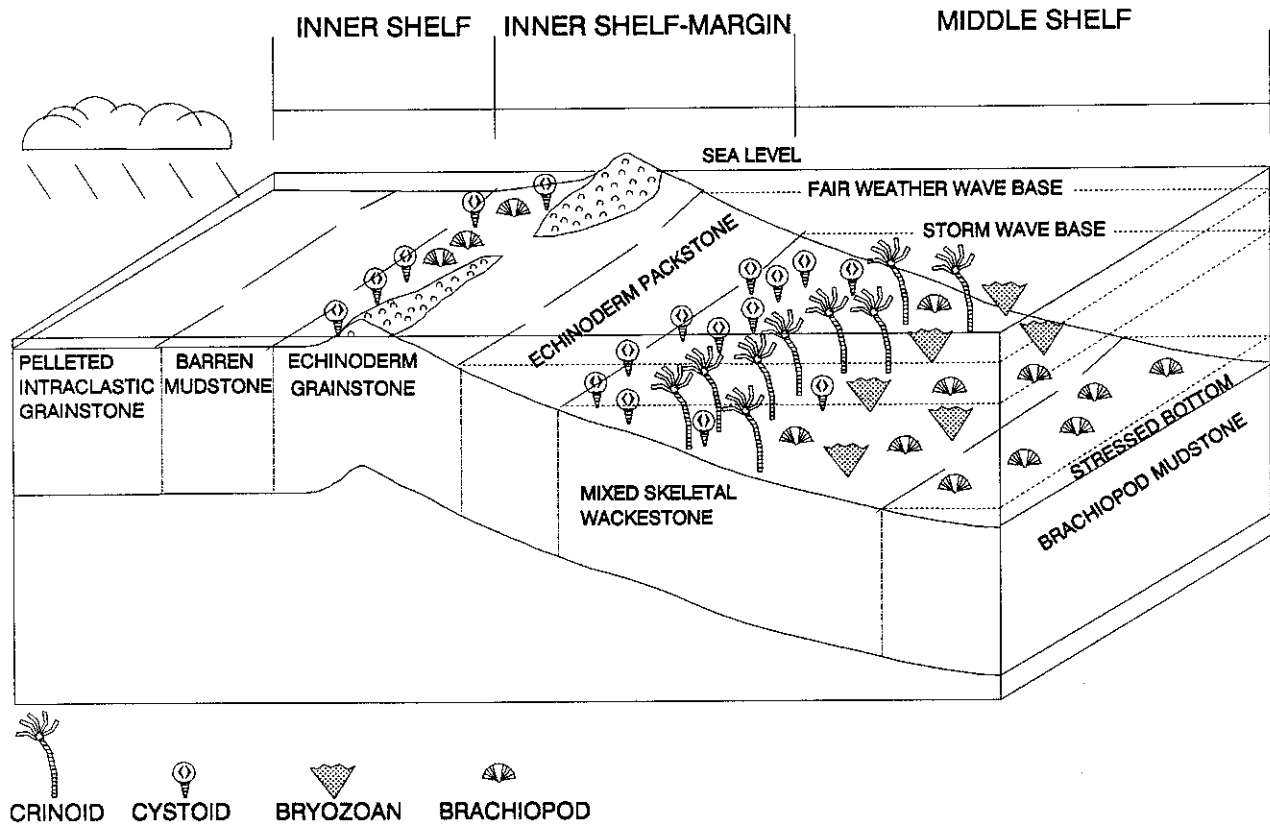 INNER SHELF
INNER SHELF-MARGIN
MIDDLE SHELF
SEA LEVEL
FAIR WEATHER WAVE BASE
STORM WAVE BASE
ECHINODERM PACKSTONE
PELLETED
INTRACLASTIC
GRAINSTONE
BARREN
MUDSTONE
ECHINODERM
GRAINSTONE
MIXED SKELETAL
WACKESTONE
STRESSED BOTTOM
BRACHIOPOD MUDSTONE
CRINOID
CYSTOID
BRYOZOAN
BRACHIOPOD